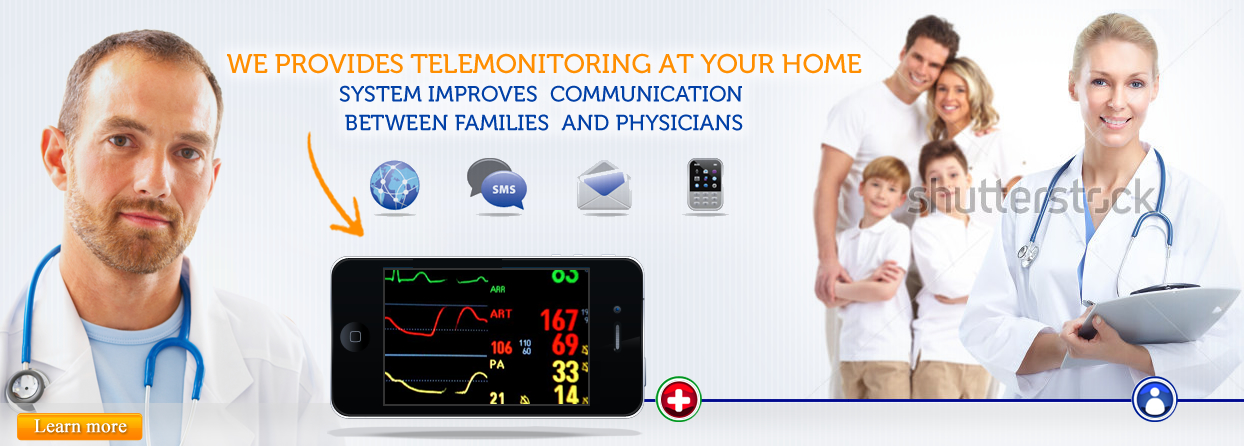 WE PROVIDES TELEMONITORING AT YOUR HOME
SYSTEM IMPROVES COMMUNICATION
BETWEEN FAMILIES AND PHYSICIANS
SMS
shutterstock
ARR
ART
167
106
110
60
69
PA
33
21
14
Learn more